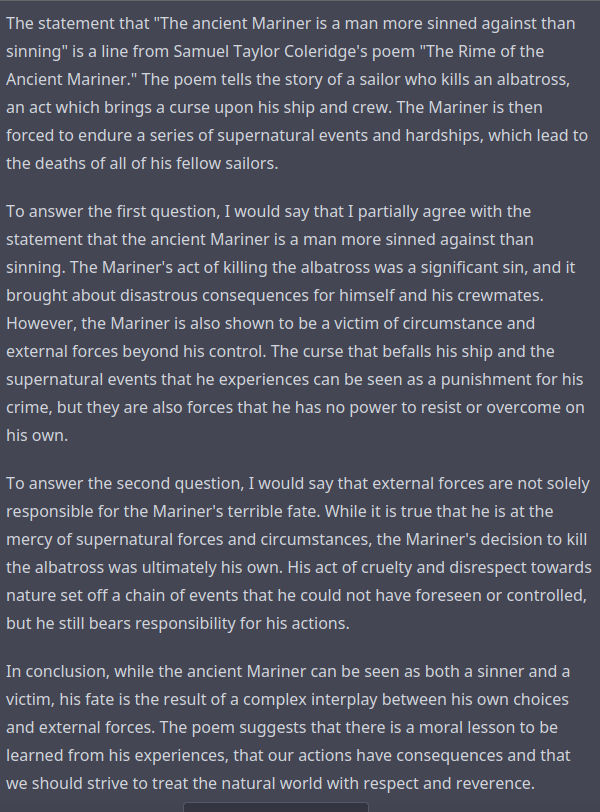 The statement that "The ancient Mariner is a man more sinned against than
sinning" is a line from Samuel Taylor Coleridge's poem "The Rime of the
Ancient Mariner." The poem tells the story of a sailor who kills an albatross,
an act which brings a curse upon his ship and crew. The Mariner is then
forced to endure a series of supernatural events and hardships, which lead to
the deaths of all of his fellow sailors.
To answer the first question, I would say that I partially agree with the
statement that the ancient Mariner is a man more sinned against than
sinning. The Mariner's act of killing the albatross was a significant sin, and it
brought about disastrous consequences for himself and his crewmates.
However, the Mariner is also shown to be a victim of circumstance and
external forces beyond his control. The curse that befalls his ship and the
supernatural events that he experiences can be seen as a punishment for his
crime, but they are also forces that he has no power to resist or overcome on
his own.
To answer the second question, I would say that external forces are not solely
responsible for the Mariner's terrible fate. While it is true that he is at the
mercy of supernatural forces and circumstances, the Mariner's decision to kill
the albatross was ultimately his own. His act of cruelty and disrespect towards
nature set off a chain of events that he could not have foreseen or controlled,
but he still bears responsibility for his actions.
In conclusion, while the ancient Mariner can be seen as both a sinner and a
victim, his fate is the result of a complex interplay between his own choices
and external forces. The poem suggests that there is a moral lesson to be
learned from his experiences, that our actions have consequences and that
we should strive to treat the natural world with respect and reverence.